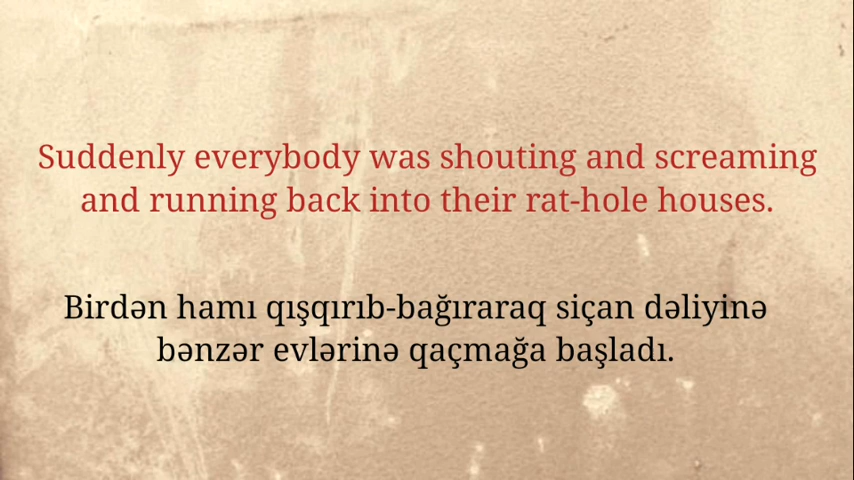 Suddenly everybody was shouting and screaming
and running back into their rat-hole houses.
Birdən hamı qışqırıb-bağıraraq siçan dəliyinə
bənzər evlərinə qaçmağa başladı.